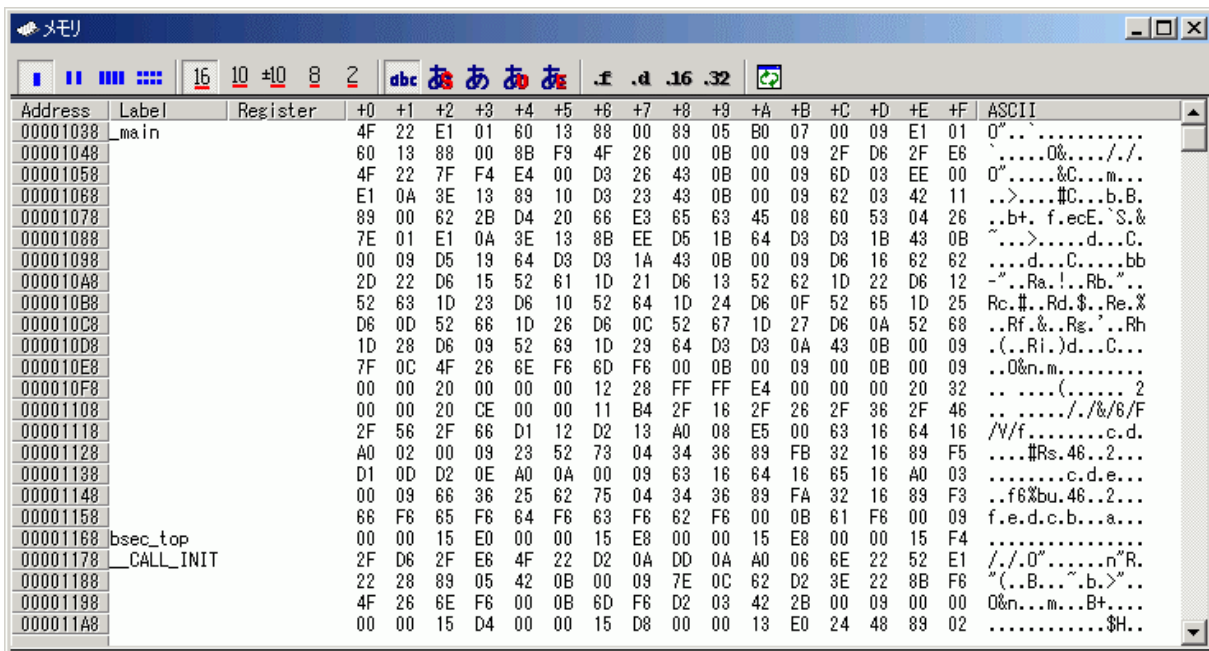 メモリ
16 10 ±10 8 2 abc あS あ あU あE .f .d .16 .32
Address Label Register +0 +1 +2 +3 +4 +5 +6 +7 +8 +9 +A +B +C +D +E +F ASCII
00001038 _main 4F 22 E1 01 60 13 88 00 89 05 B0 07 00 09 E1 01 O"..`...........
00001048 60 13 88 00 8B F9 4F 26 00 0B 00 09 2F D6 2F E6 `.....O&...././.
00001058 4F 22 7F F4 E4 00 D3 26 43 0B 00 09 6D 03 EE 00 O".....&C...m...
00001068 E1 0A 3E 13 89 10 D3 23 43 0B 00 09 62 03 42 11 ..>....#C...b.B.
00001078 89 00 62 2B D4 20 66 E3 65 63 45 08 60 53 04 26 ..b+. f.ecE.`S.&
00001088 7E 01 E1 0A 3E 13 8B EE D5 1B 64 D3 D3 1B 43 0B ~...>.....d...C.
00001098 00 09 D5 19 64 D3 D3 1A 43 0B 00 09 D6 16 62 62 ....d...C.....bb
000010A8 2D 22 D6 15 52 61 1D 21 D6 13 52 62 1D 22 D6 12 -"..Ra.!..Rb."..
000010B8 52 63 1D 23 D6 10 52 64 1D 24 D6 0F 52 65 1D 25 Rc.#..Rd.$..Re.%
000010C8 D6 0D 52 66 1D 26 D6 0C 52 67 1D 27 D6 0A 52 68 ..Rf.&..Rg.'..Rh
000010D8 1D 28 D6 09 52 69 1D 29 64 D3 D3 0A 43 0B 00 09 .(..Ri.)d...C...
000010E8 7F 0C 4F 26 6E F6 6D F6 00 0B 00 09 00 0B 00 09 ..O&n.m.........
000010F8 00 00 20 00 00 00 12 28 FF FF E4 00 00 00 20 32 .. ....(...... 2
00001108 00 00 20 CE 00 00 11 B4 2F 16 2F 26 2F 36 2F 46 .. ....././&/6/F
00001118 2F 56 2F 66 D1 12 D2 13 A0 08 E5 00 63 16 64 16 /V/f........c.d.
00001128 A0 02 00 09 23 52 73 04 34 36 89 FB 32 16 89 F5 ....#Rs.46..2...
00001138 D1 0D D2 0E A0 0A 00 09 63 16 64 16 65 16 A0 03 ........c.d.e...
00001148 00 09 66 36 25 62 75 04 34 36 89 FA 32 16 89 F3 ..f6%bu.46..2...
00001158 66 F6 65 F6 64 F6 63 F6 62 F6 00 0B 61 F6 00 09 f.e.d.c.b...a...
00001168 bsec_top 00 00 15 E0 00 00 15 E8 00 00 15 E8 00 00 15 F4 ................
00001178 __CALL_INIT 2F D6 2F E6 4F 22 D2 0A DD 0A A0 06 6E 22 52 E1 /./.O"......n"R.
00001188 22 28 89 05 42 0B 00 09 7E 0C 62 D2 3E 22 8B F6 "(..B...~.b.>"..
00001198 4F 26 6E F6 00 0B 6D F6 D2 03 42 2B 00 09 00 00 O&n...m...B+....
000011A8 00 00 15 D4 00 00 15 D8 00 00 13 E0 24 48 89 02 ............$H..